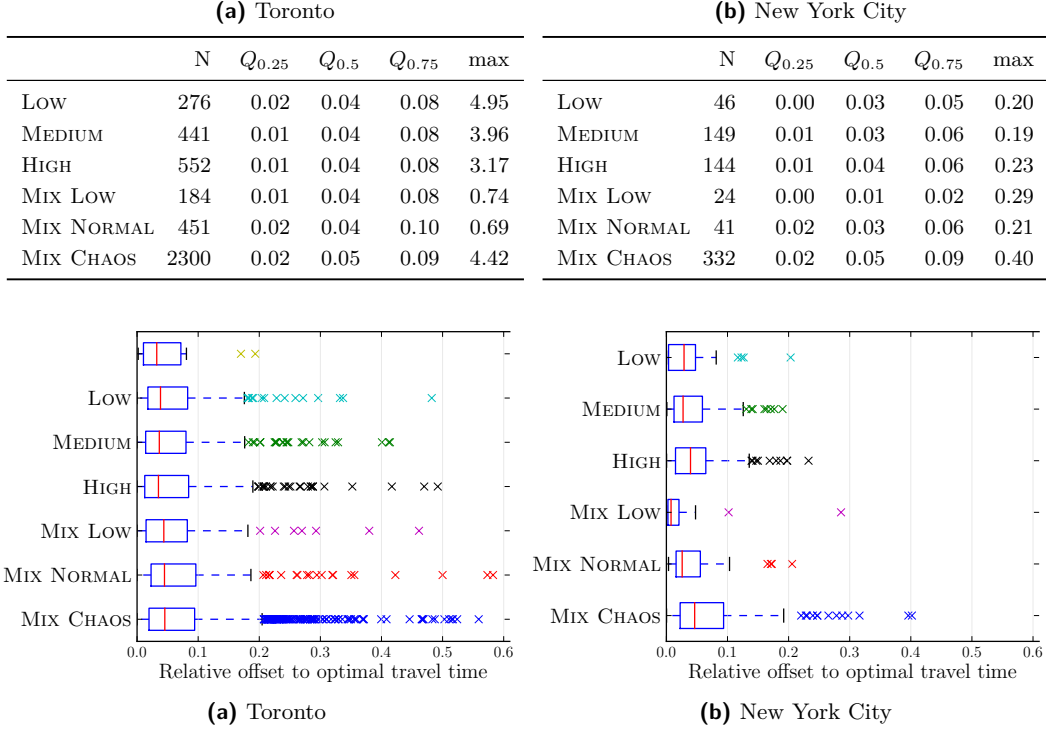 (a) Toronto
N Q0.25 Q0.5 Q0.75 max
LOW 276 0.02 0.04 0.08 4.95
MEDIUM 441 0.01 0.04 0.08 3.96
HIGH 552 0.01 0.04 0.08 3.17
MIX LOW 184 0.01 0.04 0.08 0.74
MIX NORMAL 451 0.02 0.04 0.10 0.69
MIX CHAOS 2300 0.02 0.05 0.09 4.42
(b) New York City
N Q0.25 Q0.5 Q0.75 max
LOW 46 0.00 0.03 0.05 0.20
MEDIUM 149 0.01 0.03 0.06 0.19
HIGH 144 0.01 0.04 0.06 0.23
MIX LOW 24 0.00 0.01 0.02 0.29
MIX NORMAL 41 0.02 0.03 0.06 0.21
MIX CHAOS 332 0.02 0.05 0.09 0.40
LOW
MEDIUM
HIGH
MIX LOW
MIX NORMAL
MIX CHAOS
0.0 0.1 0.2 0.3 0.4 0.5 0.6
Relative offset to optimal travel time
(a) Toronto
LOW
MEDIUM
HIGH
MIX LOW
MIX NORMAL
MIX CHAOS
0.0 0.1 0.2 0.3 0.4 0.5 0.6
Relative offset to optimal travel time
(b) New York City